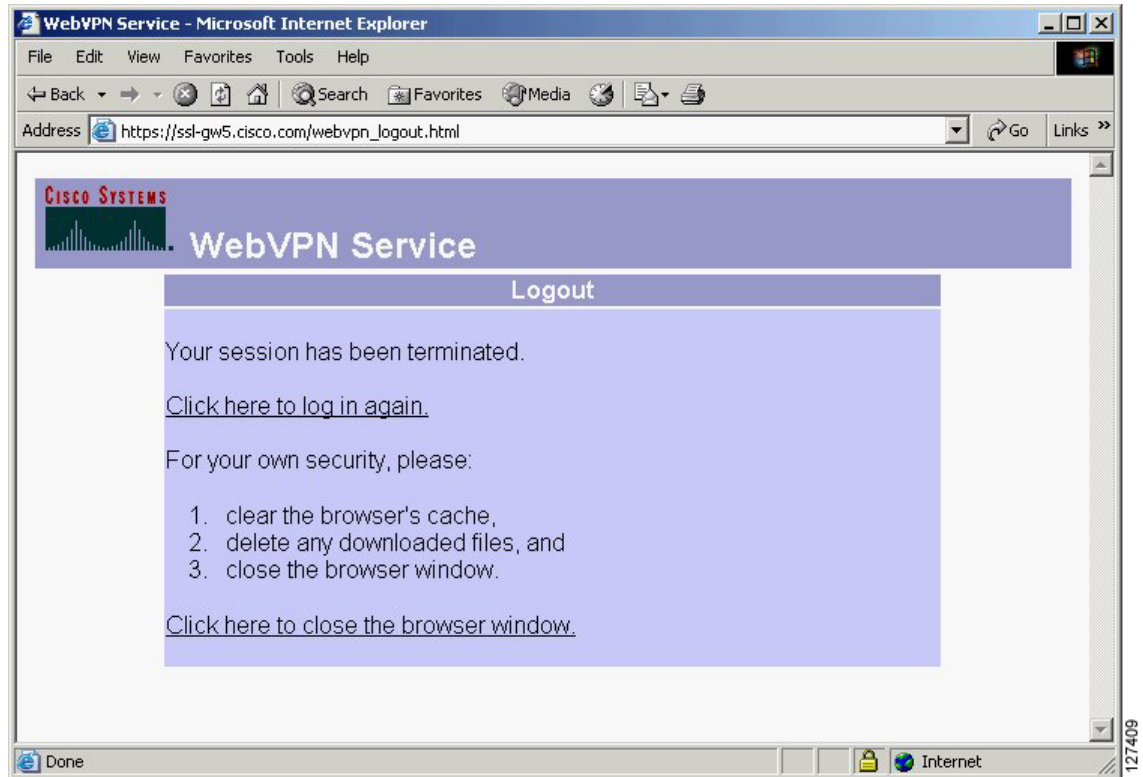 WebVPN Service - Microsoft Internet Explorer
File Edit View Favorites Tools Help
Back Search Favorites Media
Address https://ssl-gw5.cisco.com/webvpn_logout.html Go Links »
CISCO SYSTEMS
WebVPN Service
Logout
Your session has been terminated.
Click here to log in again.
For your own security, please:
1. clear the browser's cache,
2. delete any downloaded files, and
3. close the browser window.
Click here to close the browser window.
Done Internet
127409